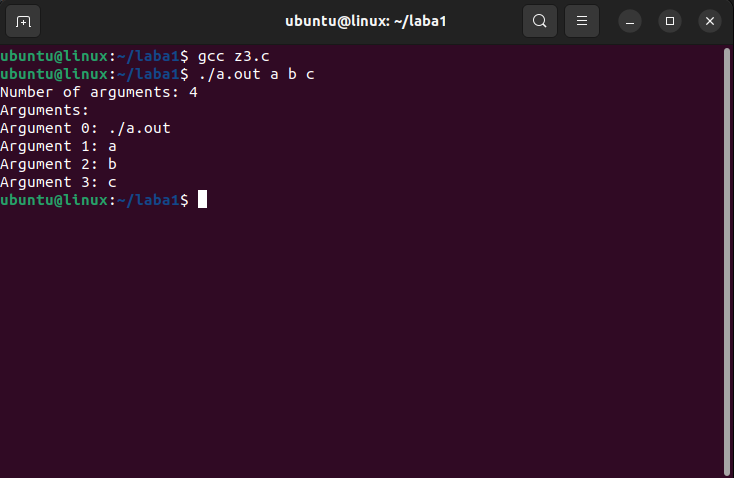 ubuntu@linux: ~/laba1
ubuntu@linux:~/laba1$ gcc z3.c
ubuntu@linux:~/laba1$ ./a.out a b c
Number of arguments: 4
Arguments:
Argument 0: ./a.out
Argument 1: a
Argument 2: b
Argument 3: c
ubuntu@linux:~/laba1$